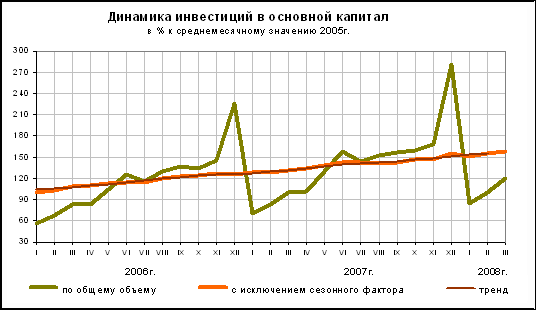 Динамика инвестиций в основной капитал
в % к среднемесячному значению 2005г.
300
270
240
210
180
150
120
90
60
30
I II III IV V VI VII VIII IX X XI XII I II III IV V VI VII VIII IX X XI XII I II III
2006г. 2007г. 2008г.
по общему объему с исключением сезонного фактора тренд